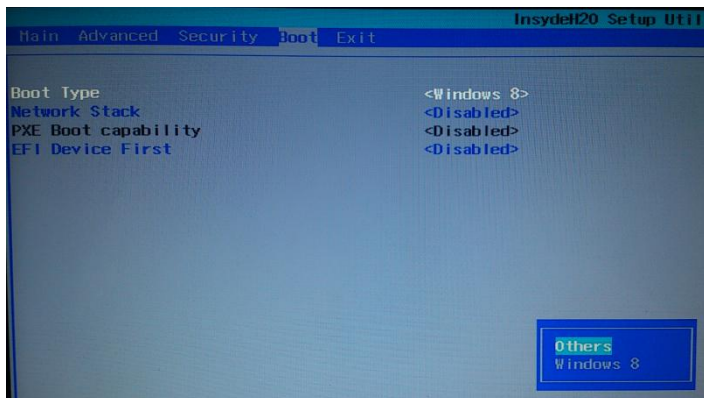 InsydeH20 Setup Util
Main Advanced Security Boot Exit
Boot Type <Windows 8>
Network Stack <Disabled>
PXE Boot capability <Disabled>
EFI Device First <Disabled>
Others
Windows 8